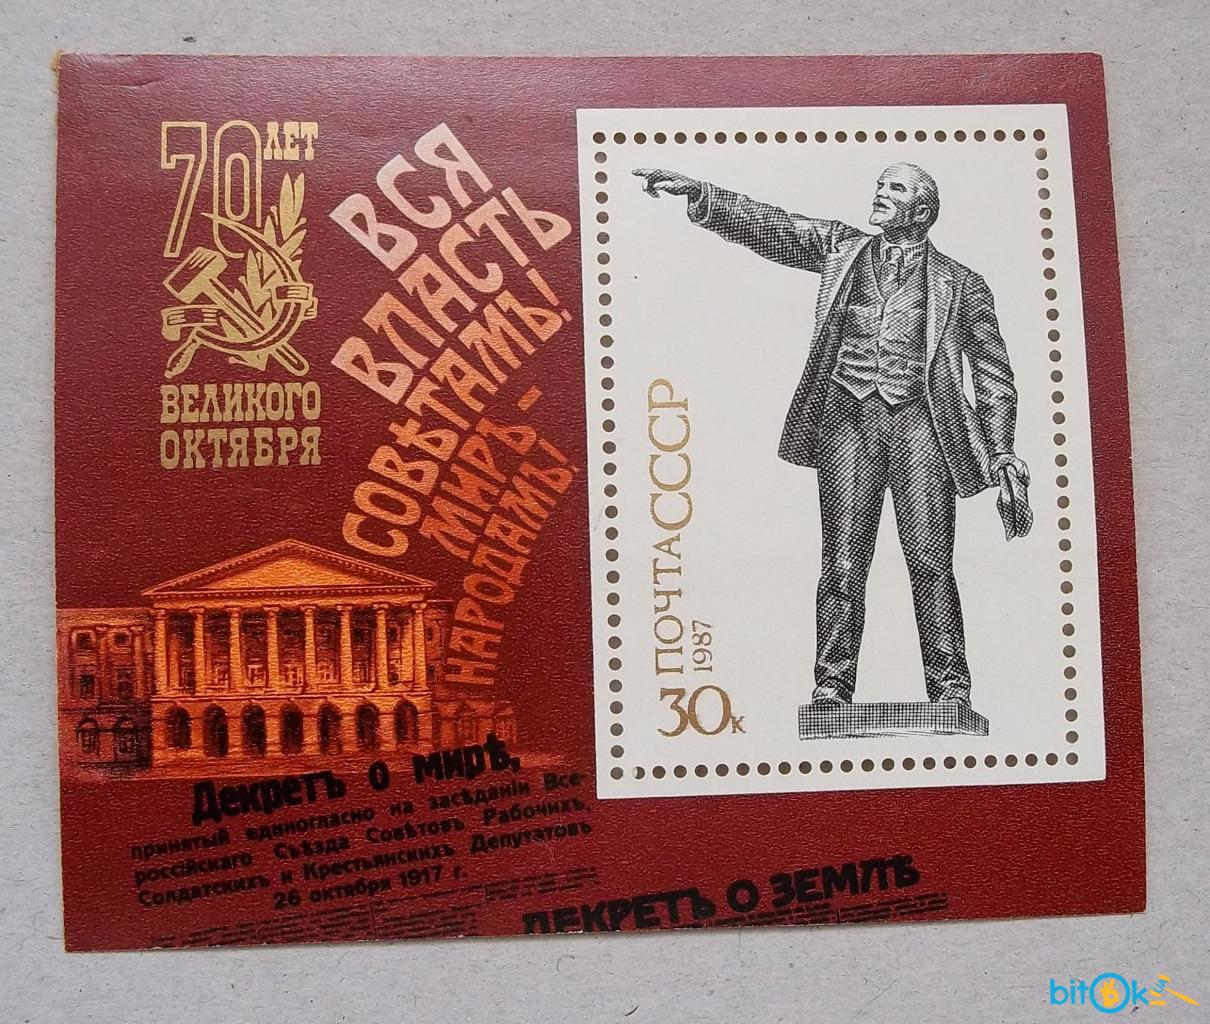 70 ЛЕТ
ВЕЛИКОГО
ОКТЯБРЯ
ВСЯ
ВЛАСТЬ
СОВѢТАМЪ!
МИРЪ -
НАРОДАМЪ!
ПОЧТА СССР
1987
30к
Декретъ о мирѣ,
принятый единогласно на засѣданіи Все-
россійскаго Съѣзда Совѣтовъ Рабочихъ,
Солдатскихъ и Крестьянскихъ Депутатовъ
26 октября 1917 г.
ДЕКРЕТЪ О ЗЕМЛѢ
bitOk